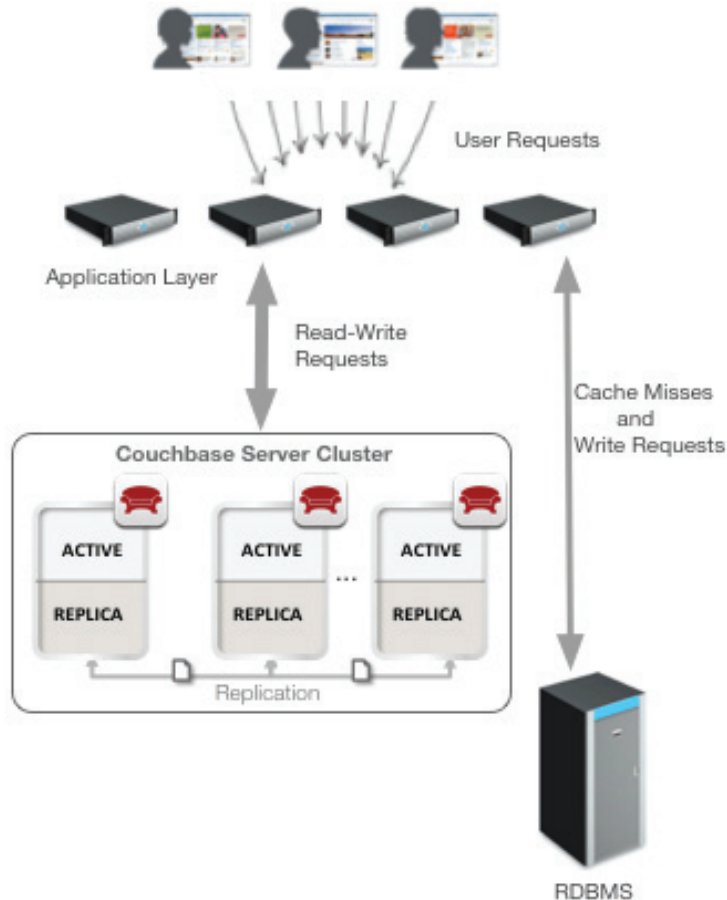 User Requests
Application Layer
Read-Write
Requests
Cache Misses
and
Write Requests
Couchbase Server Cluster
ACTIVE
ACTIVE
ACTIVE
...
REPLICA
REPLICA
REPLICA
Replication
RDBMS